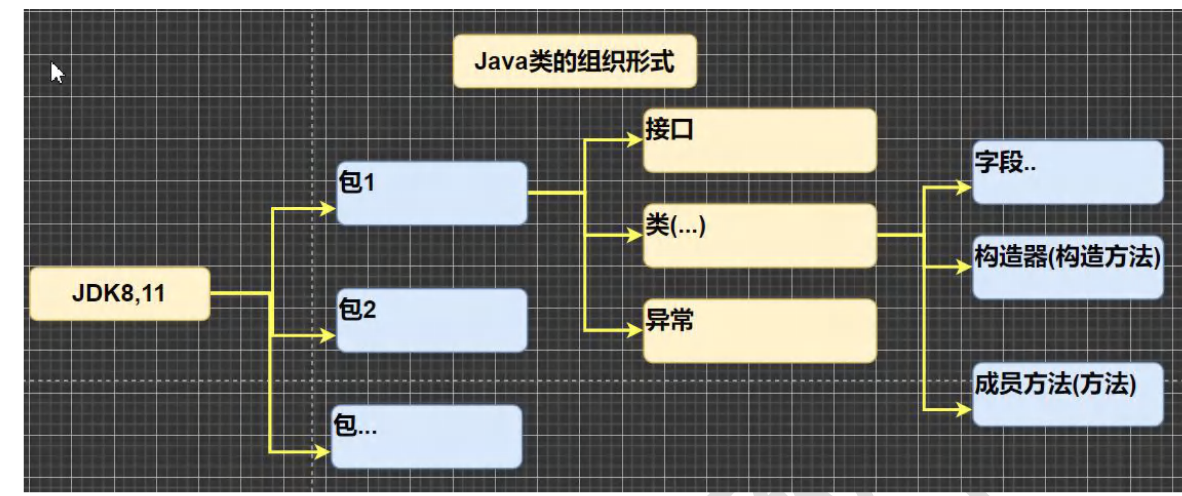 Java类的组织形式
接口
字段..
包1
类(...)
构造器(构造方法)
JDK8,11
包2
异常
成员方法(方法)
包...